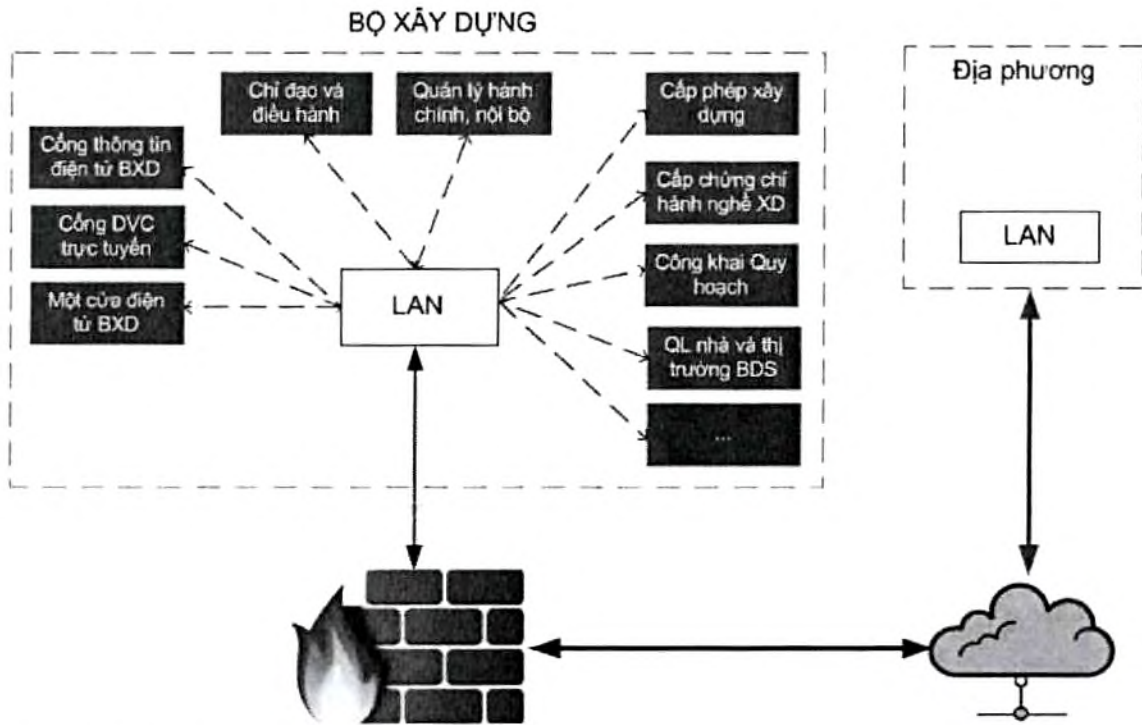 BỘ XÂY DỰNG
Chỉ đạo và
điều hành
Quản lý hành
chính, nội bộ
Cổng thông tin
điện tử BXD
Cổng DVC
trực tuyến
Một cửa điện
tử BXD
LAN
Cấp phép xây
dựng
Cấp chứng chỉ
hành nghề XD
Công khai Quy
hoạch
QL nhà và thị
trường BDS
...
Địa phương
LAN